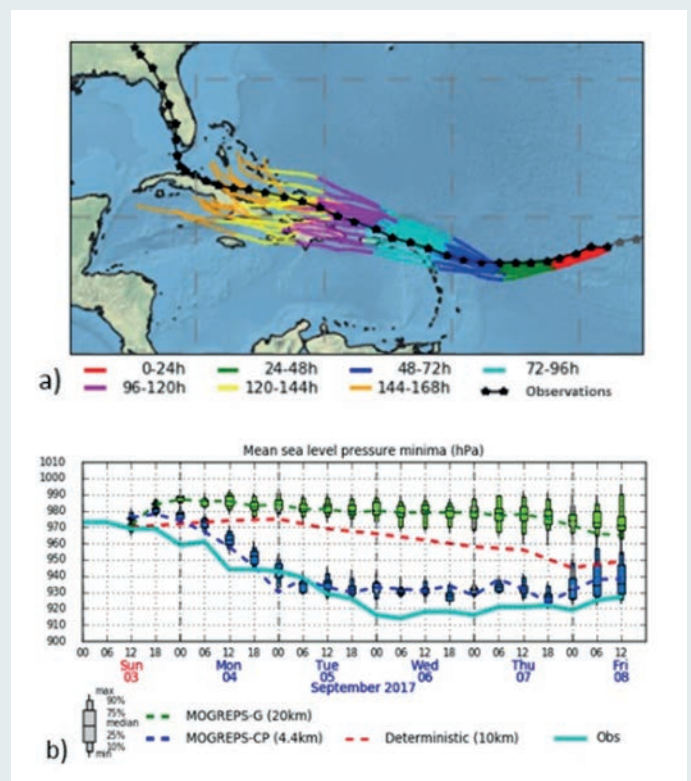 a)
0-24h 24-48h 48-72h 72-96h
96-120h 120-144h 144-168h Observations
Mean sea level pressure minima (hPa)
1010
1000
990
980
970
960
950
940
930
920
910
900
00 06 12 18 00 06 12 18 00 06 12 18 00 06 12 18 00 06 12 18 00 06 12
Sun Mon Tue Wed Thu Fri
03 04 05 06 07 08
September 2017
max
90%
75%
median
25%
10%
min
MOGREPS-G (20km)
MOGREPS-CP (4.4km) Deterministic (10km) Obs
b)